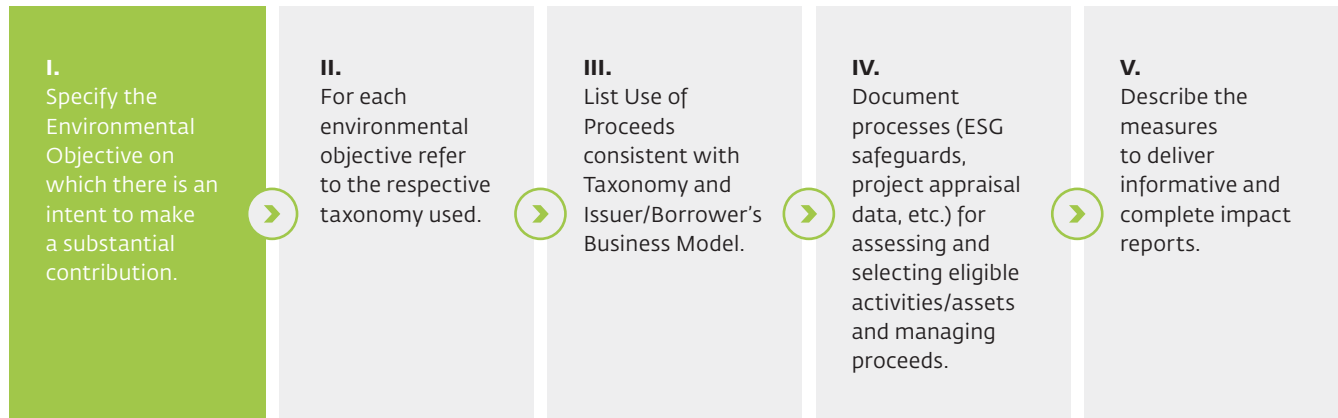 I.
Specify the
Environmental
Objective on
which there is an
intent to make
a substantial
contribution.
II.
For each
environmental
objective refer
to the respective
taxonomy used.
III.
List Use of
Proceeds
consistent with
Taxonomy and
Issuer/Borrower’s
Business Model.
IV.
Document
processes (ESG
safeguards,
project appraisal
data, etc.) for
assessing and
selecting eligible
activities/assets
and managing
proceeds.
V.
Describe the
measures
to deliver
informative and
complete impact
reports.